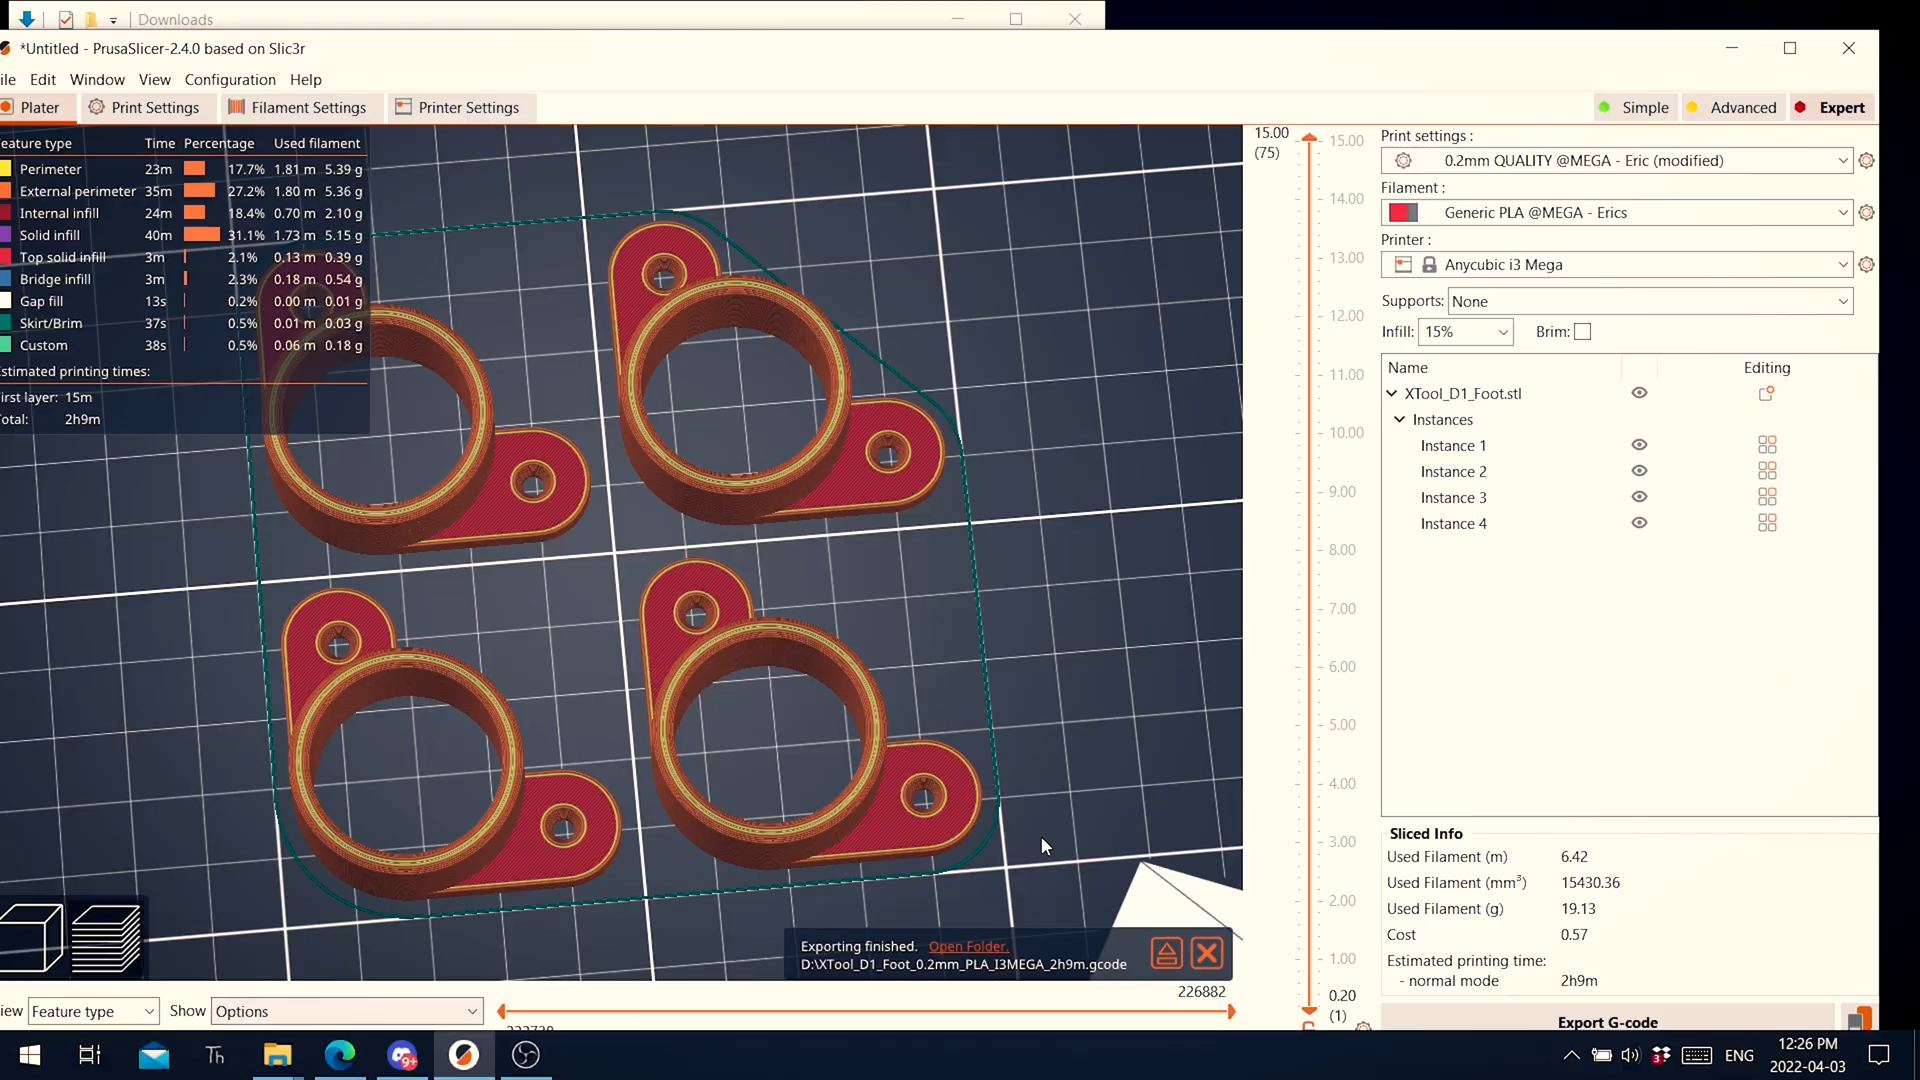 Downloads
*Untitled - PrusaSlicer-2.4.0 based on Slic3r
ile Edit Window View Configuration Help
Plater Print Settings Filament Settings Printer Settings Simple Advanced Expert
eature type Time Percentage Used filament
Perimeter 23m 17.7% 1.81 m 5.39 g
External perimeter 35m 27.2% 1.80 m 5.36 g
Internal infill 24m 18.4% 0.70 m 2.10 g
Solid infill 40m 31.1% 1.73 m 5.15 g
Top solid infill 3m 2.1% 0.13 m 0.39 g
Bridge infill 3m 2.3% 0.18 m 0.54 g
Gap fill 13s 0.2% 0.00 m 0.01 g
Skirt/Brim 37s 0.5% 0.01 m 0.03 g
Custom 38s 0.5% 0.06 m 0.18 g
Estimated printing times:
First layer: 15m
Total: 2h9m
15.00
(75)
15.00
14.00
13.00
12.00
11.00
10.00
9.00
8.00
7.00
6.00
5.00
4.00
3.00
2.00
1.00
0.20
(1)
Print settings :
0.2mm QUALITY @MEGA - Eric (modified)
Filament :
Generic PLA @MEGA - Erics
Printer :
Anycubic i3 Mega
Supports: None
Infill: 15% Brim:
Name Editing
XTool_D1_Foot.stl
Instances
Instance 1
Instance 2
Instance 3
Instance 4
Sliced Info
Used Filament (m) 6.42
Used Filament (mm³) 15430.36
Used Filament (g) 19.13
Cost 0.57
Estimated printing time:
- normal mode 2h9m
Export G-code
Exporting finished. Open Folder.
D:\XTool_D1_Foot_0.2mm_PLA_I3MEGA_2h9m.gcode
226882
iew Feature type Show Options
Th
9+
3
ENG
12:26 PM
2022-04-03